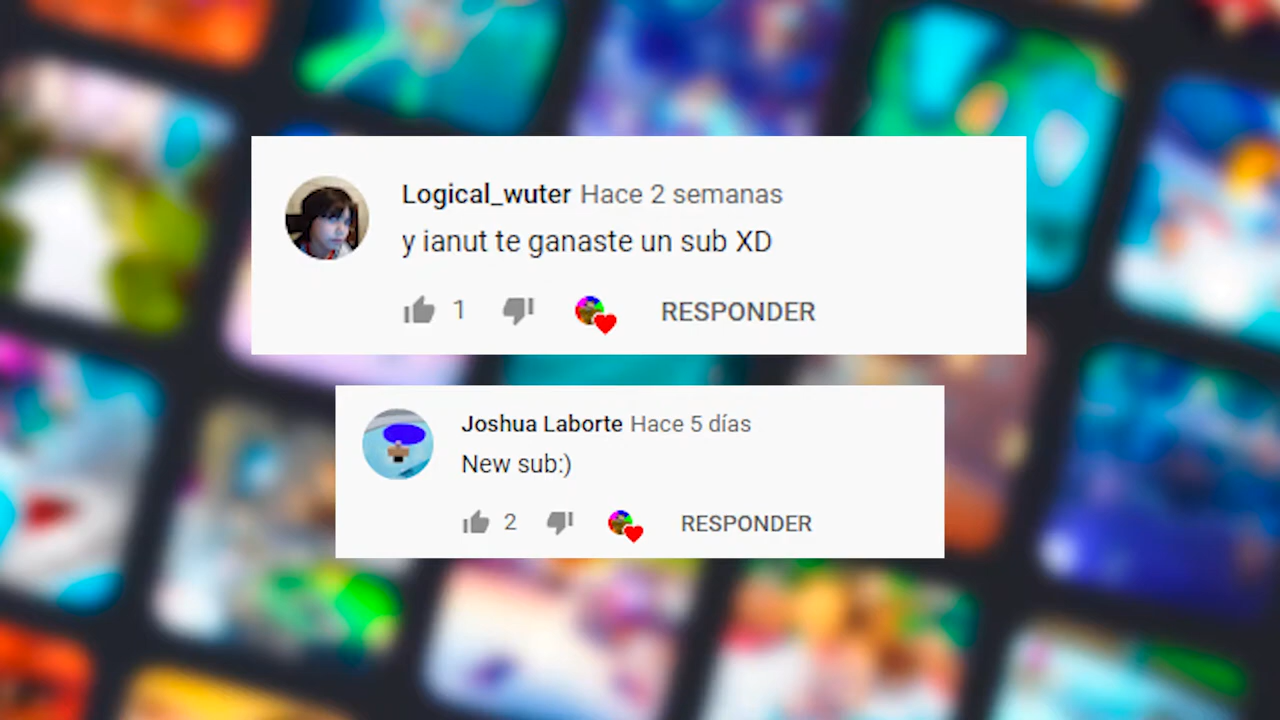 Logical_wuter Hace 2 semanas
y ianut te ganaste un sub XD
1 RESPONDER
Joshua Laborte Hace 5 días
New sub:)
2 RESPONDER